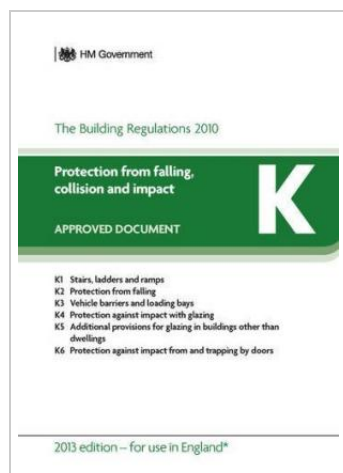 HM Government
The Building Regulations 2010
Protection from falling,
collision and impact
K
APPROVED DOCUMENT
K1 Stairs, ladders and ramps
K2 Protection from falling
K3 Vehicle barriers and loading bays
K4 Protection against impact with glazing
K5 Additional provisions for glazing in buildings other than
dwellings
K6 Protection against impact from and trapping by doors
2013 edition – for use in England*